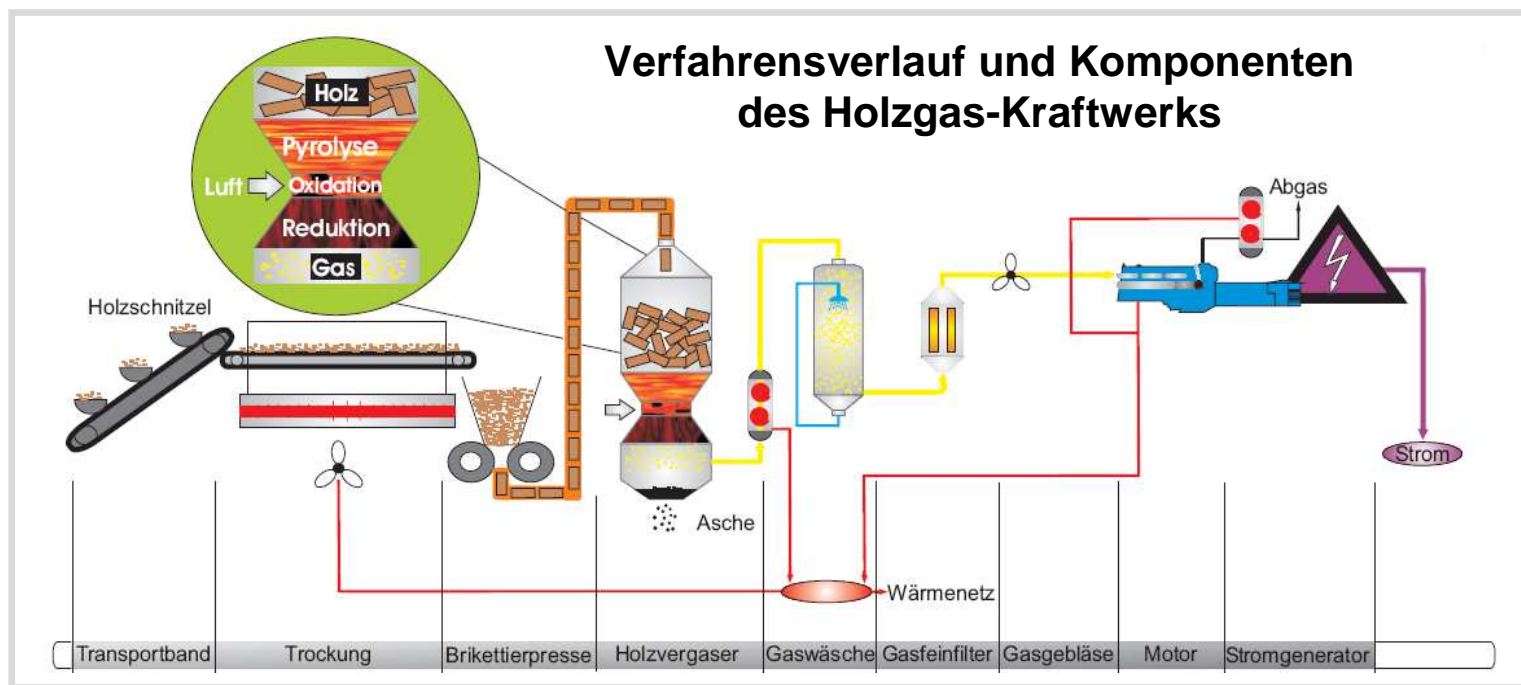 Verfahrensverlauf und Komponenten
des Holzgas-Kraftwerks
Holz
Pyrolyse
Luft
Oxidation
Reduktion
Gas
Holzschnitzel
Abgas
Strom
Asche
Wärmenetz
Transportband
Trockung
Brikettierpresse
Holzvergaser
Gaswäsche
Gasfeinfilter
Gasgebläse
Motor
Stromgenerator